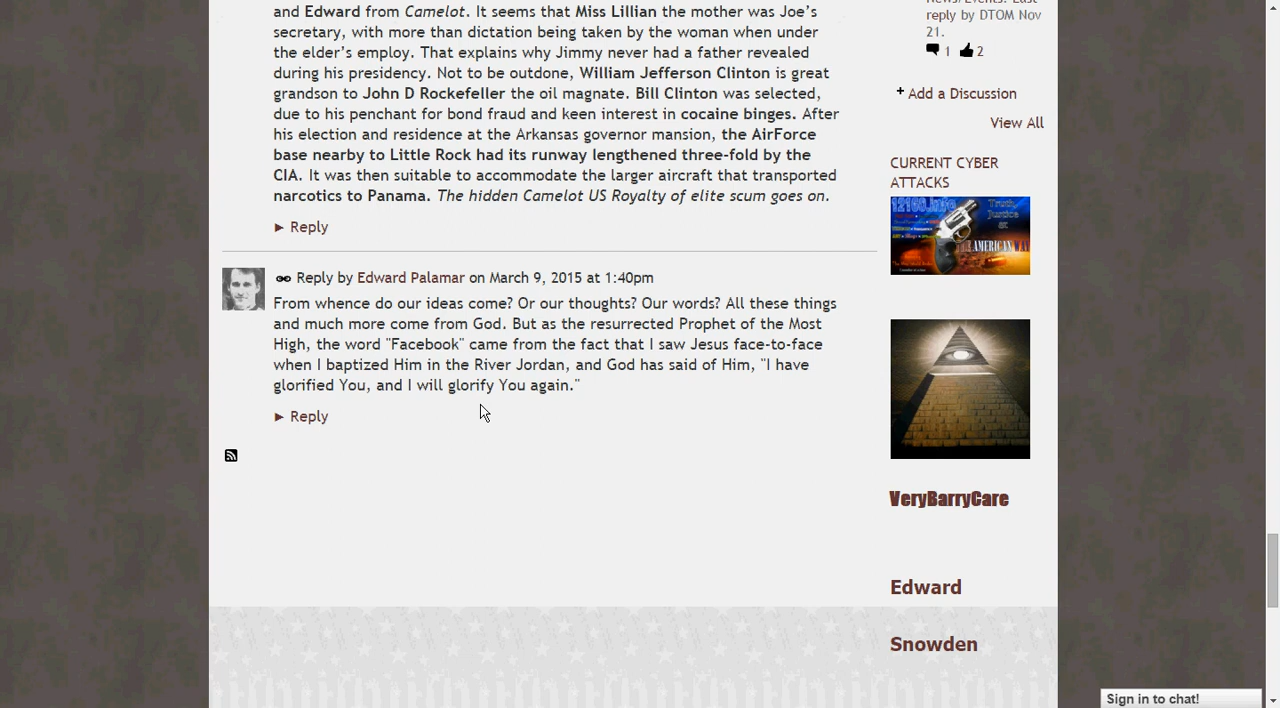 and Edward from Camelot. It seems that Miss Lillian the mother was Joe's
secretary, with more than dictation being taken by the woman when under
the elder's employ. That explains why Jimmy never had a father revealed
during his presidency. Not to be outdone, William Jefferson Clinton is great
grandson to John D Rockefeller the oil magnate. Bill Clinton was selected,
due to his penchant for bond fraud and keen interest in cocaine binges. After
his election and residence at the Arkansas governor mansion, the AirForce
base nearby to Little Rock had its runway lengthened three-fold by the
CIA. It was then suitable to accommodate the larger aircraft that transported
narcotics to Panama. The hidden Camelot US Royalty of elite scum goes on.
► Reply
Reply by Edward Palamar on March 9, 2015 at 1:40pm
From whence do our ideas come? Or our thoughts? Our words? All these things
and much more come from God. But as the resurrected Prophet of the Most
High, the word "Facebook" came from the fact that I saw Jesus face-to-face
when I baptized Him in the River Jordan, and God has said of Him, "I have
glorified You, and I will glorify You again."
► Reply
News/Events. Last
reply by DTOM Nov
21.
1 2
+ Add a Discussion
View All
CURRENT CYBER
ATTACKS
12160.info
Truth,
Justice
&
THE AMERICAN WAY
VeryBarryCare
Edward
Snowden
Sign in to chat!